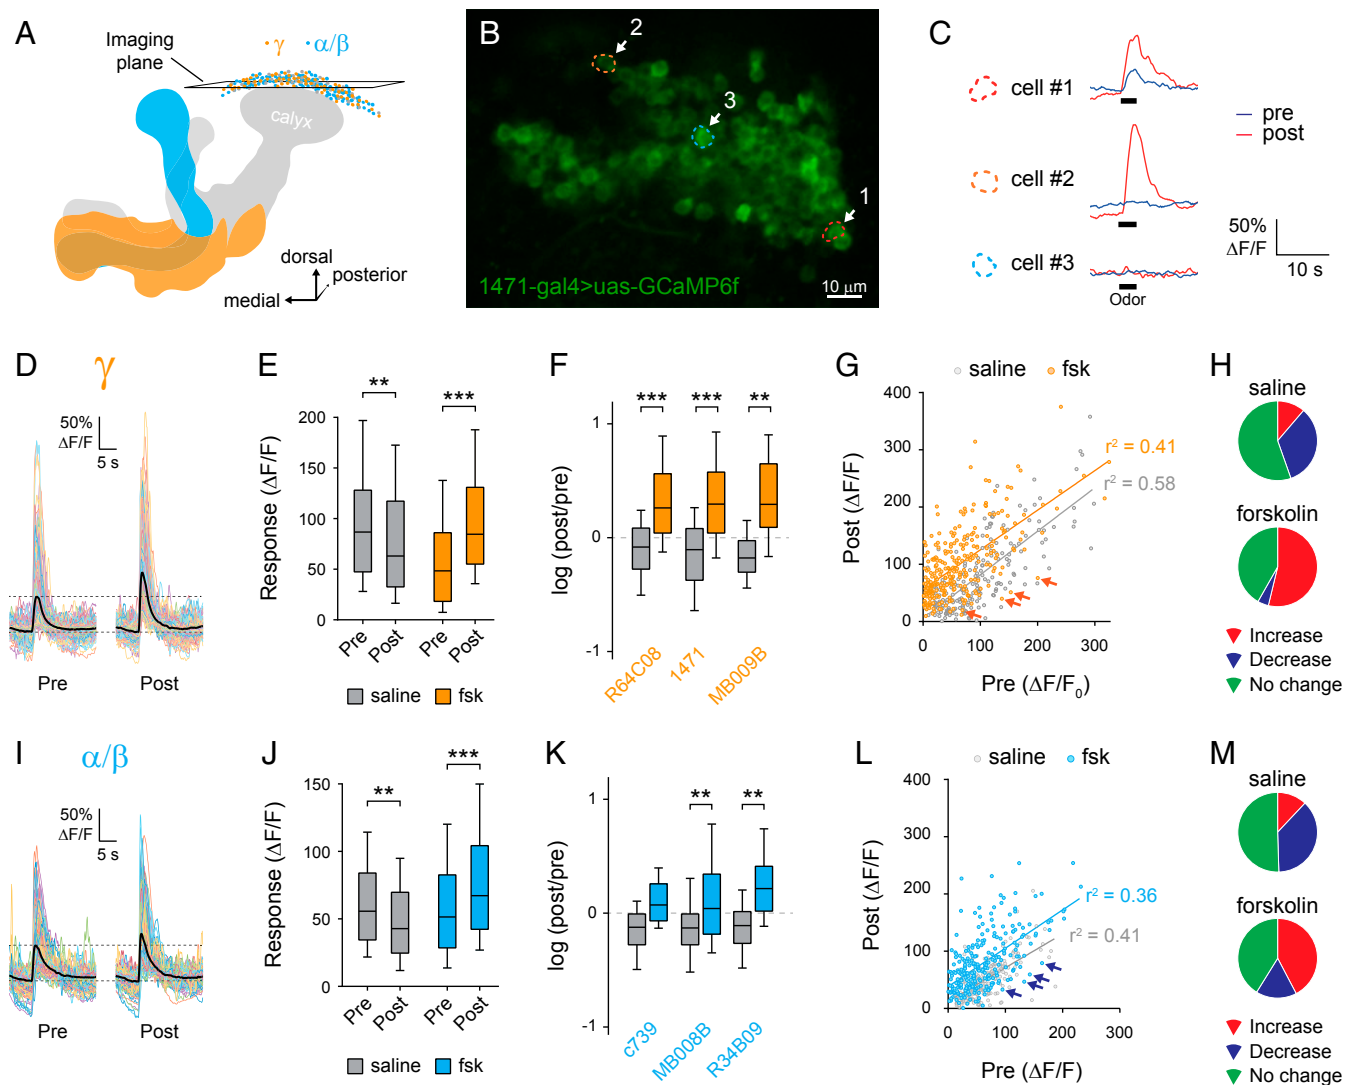 A
Imaging
plane
γ
α/β
calyx
dorsal
posterior
medial
B
2
3
1
1471-gal4>uas-GCaMP6f
10 μm
C
cell #1
pre
post
cell #2
cell #3
50%
ΔF/F
10 s
Odor
D
γ
50%
ΔF/F
5 s
Pre
Post
E
Response (ΔF/F)
200
150
100
50
0
**
***
Pre
Post
Pre
Post
saline
fsk
F
log (post/pre)
1
0
-1
***
***
**
R64C08
1471
MB009B
G
saline
fsk
Post (ΔF/F)
400
300
200
100
0
r² = 0.41
r² = 0.58
0
100
200
300
Pre (ΔF/F₀)
H
saline
forskolin
Increase
Decrease
No change
I
α/β
50%
ΔF/F
5 s
Pre
Post
J
Response (ΔF/F)
150
100
50
0
**
***
Pre
Post
Pre
Post
saline
fsk
K
log (post/pre)
1
0
-1
**
**
c739
MB008B
R34B09
L
saline
fsk
Post (ΔF/F)
400
300
200
100
0
r² = 0.36
r² = 0.41
0
100
200
300
Pre (ΔF/F)
M
saline
forskolin
Increase
Decrease
No change